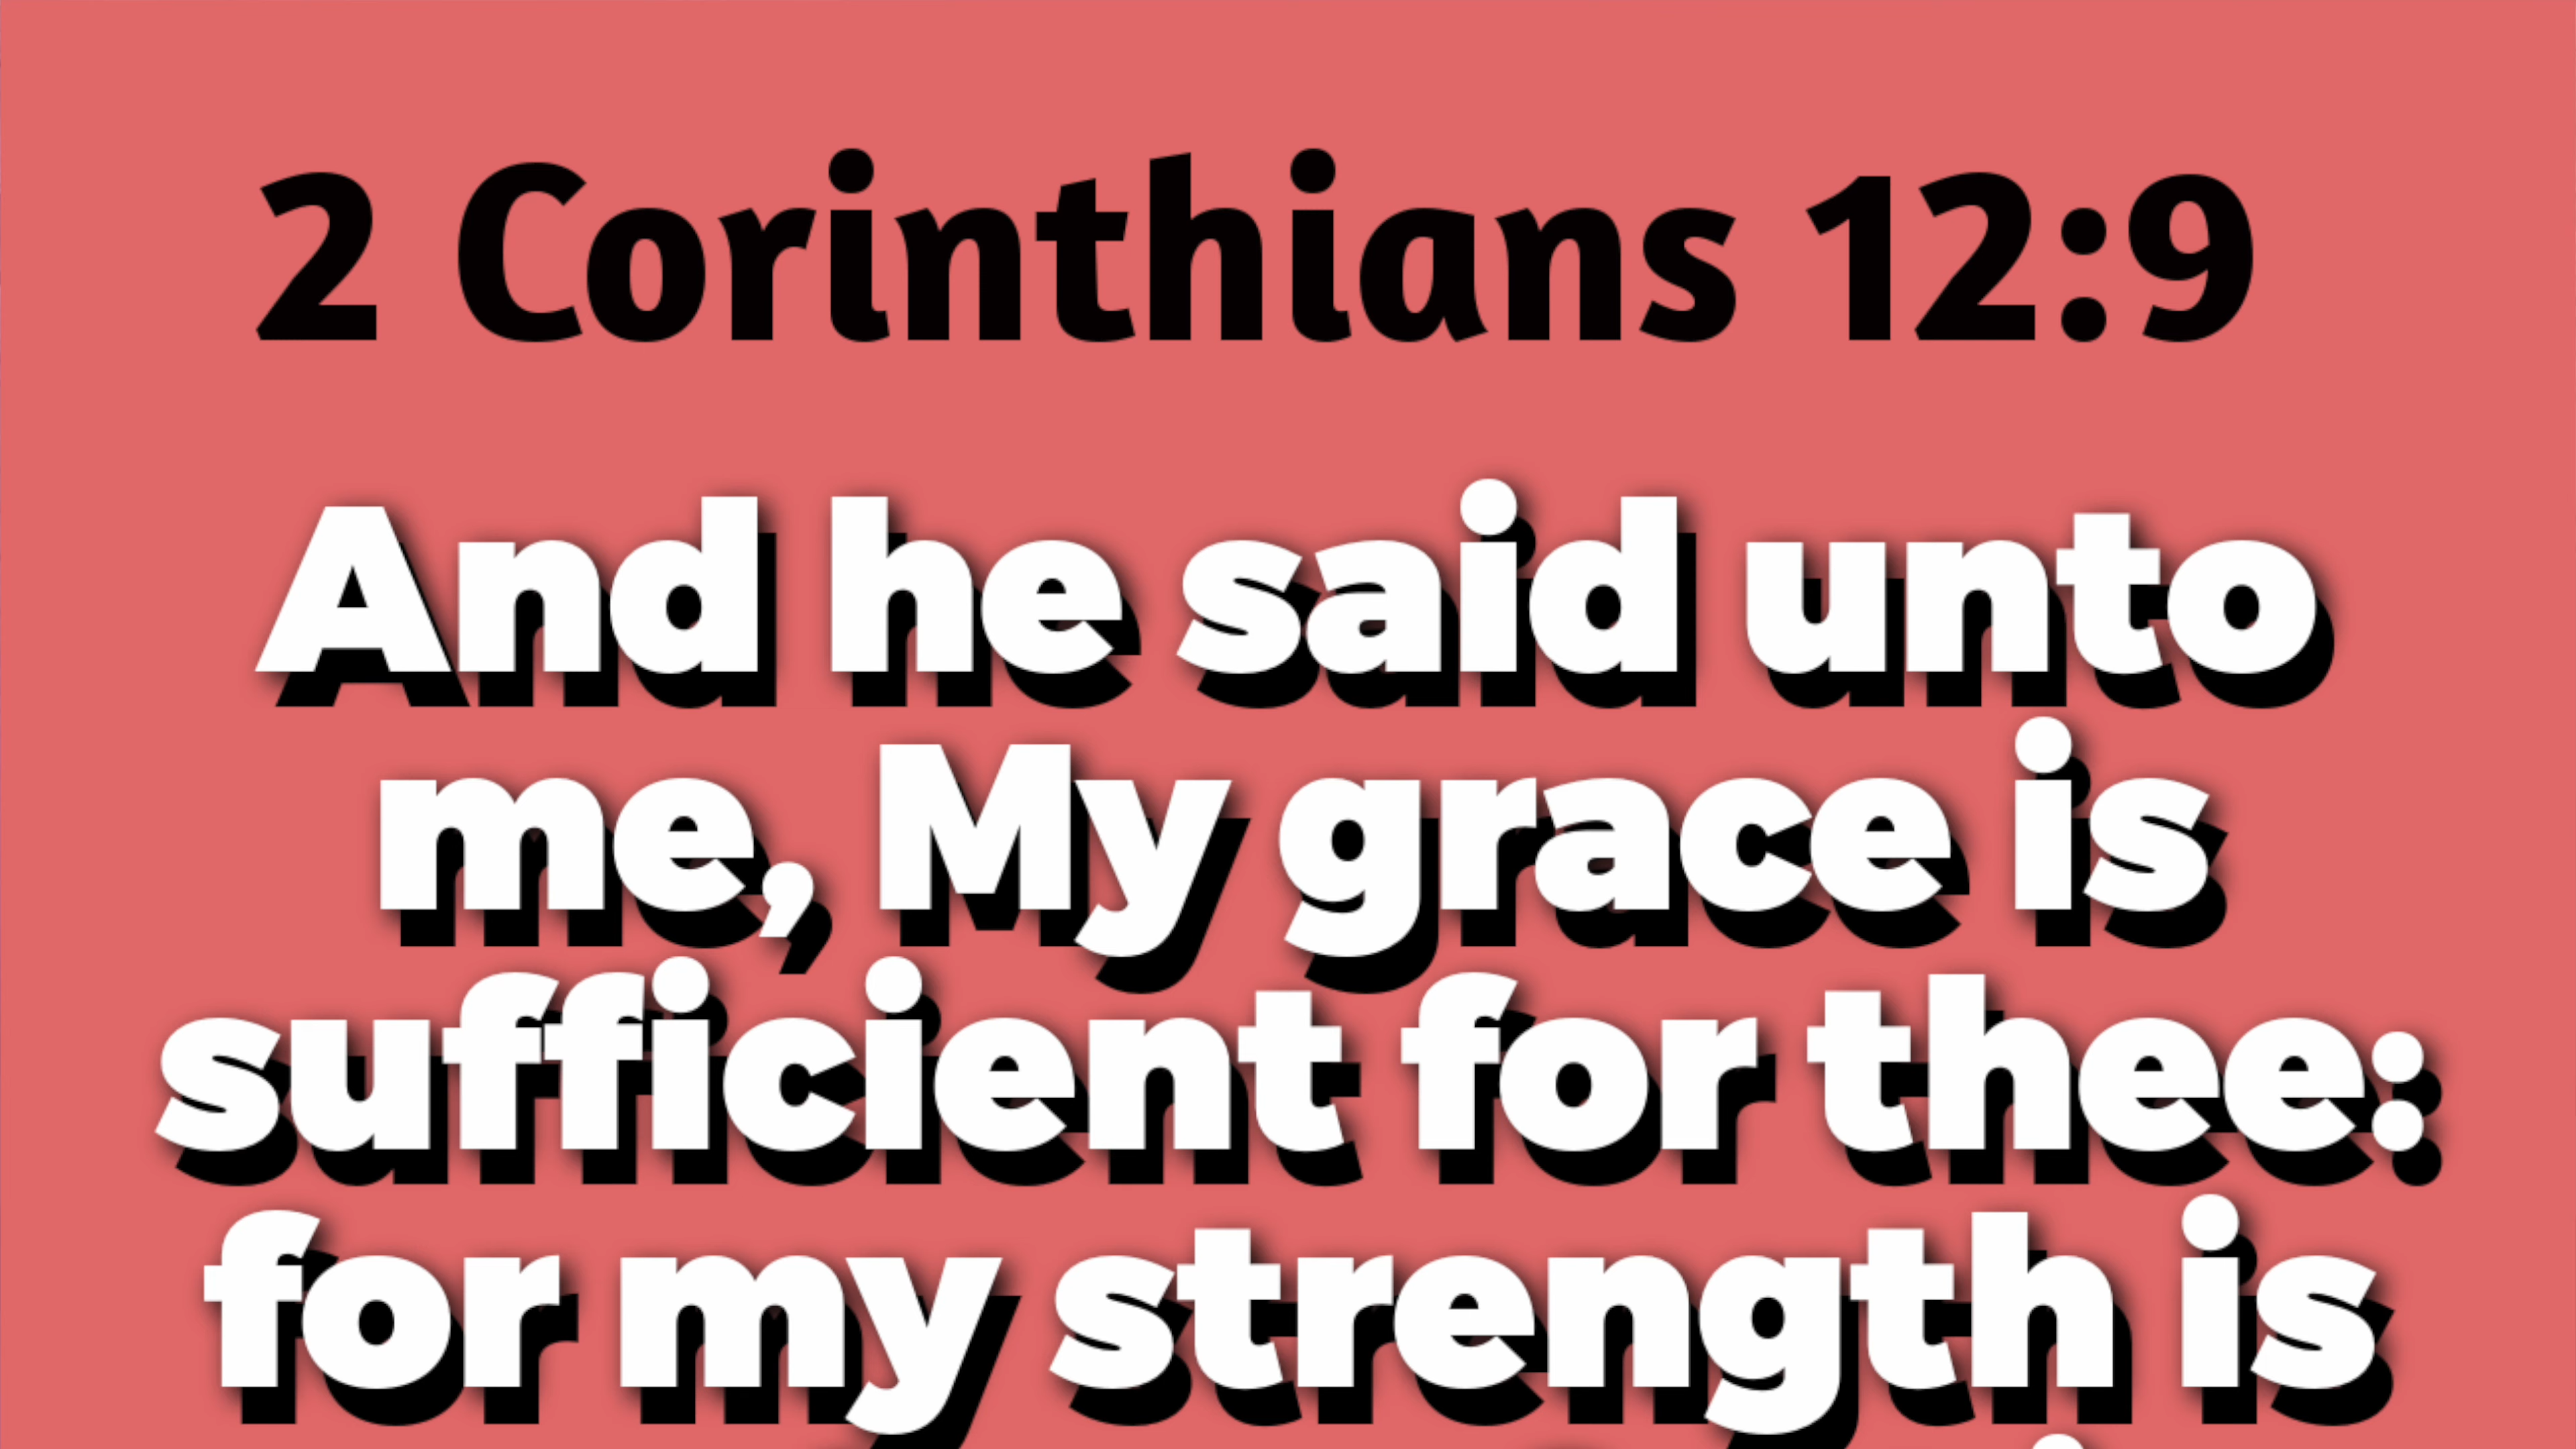 2 Corinthians 12:9
And he said unto
me, My grace is
sufficient for thee:
for my strength is